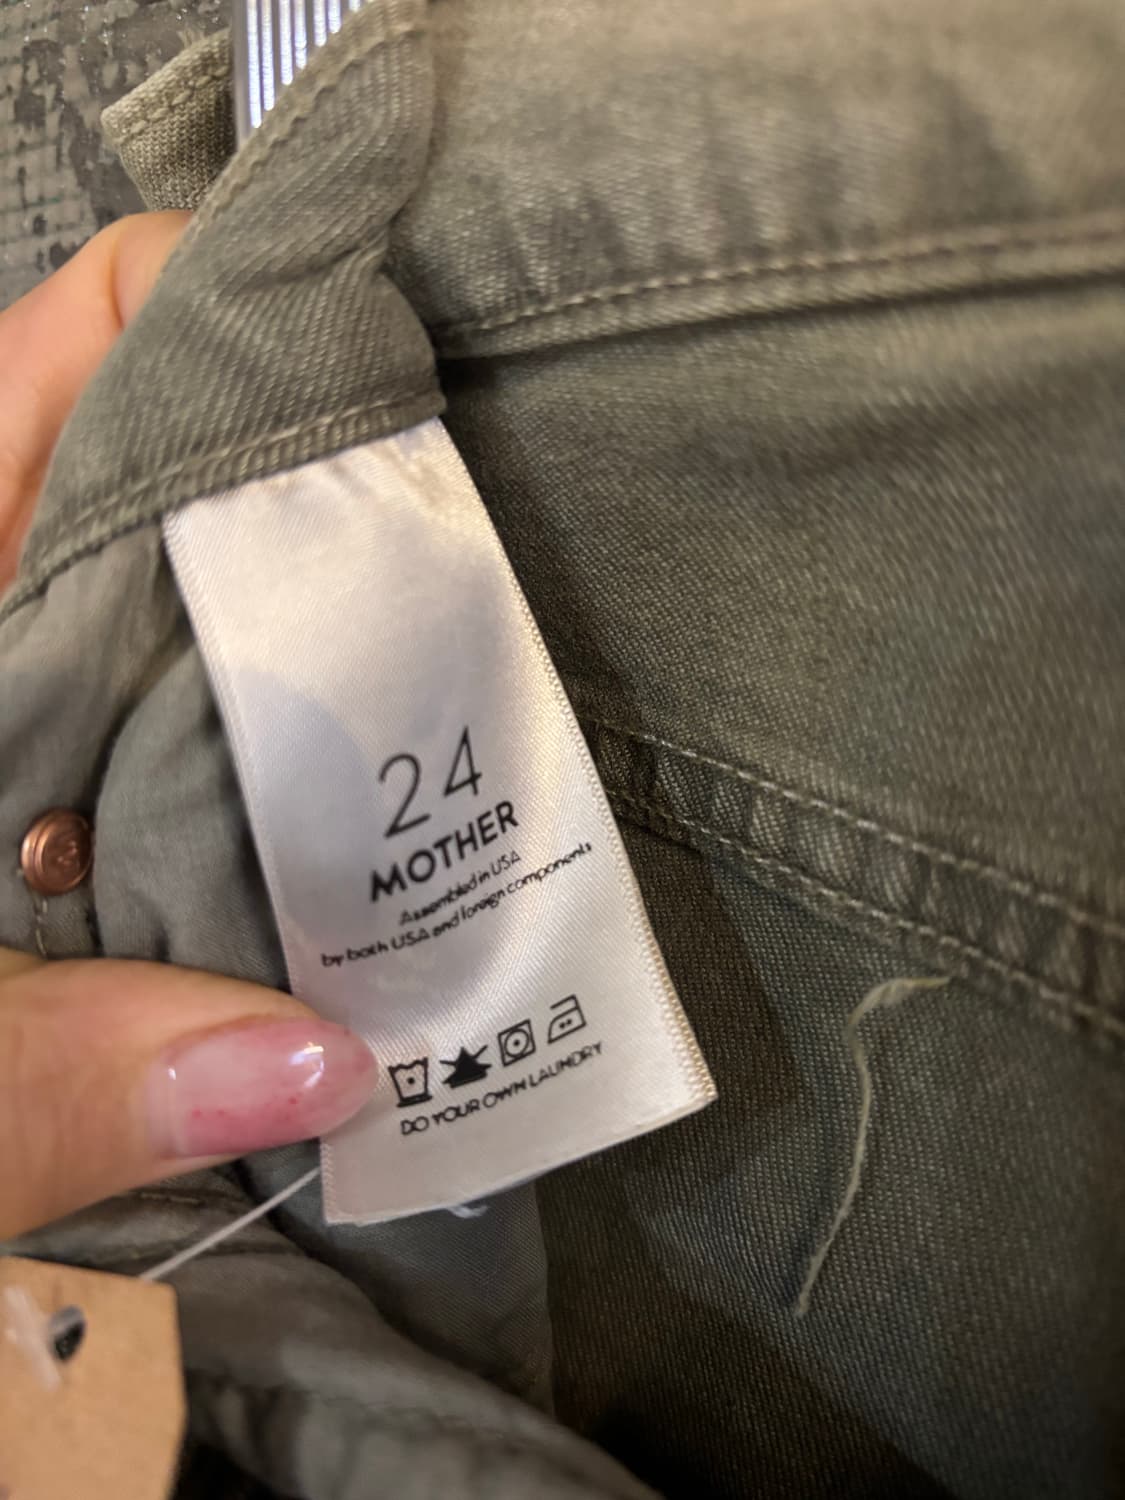 24
MOTHER
Assembled in USA
by both USA and foreign components
DO YOUR OWN LAUNDRY